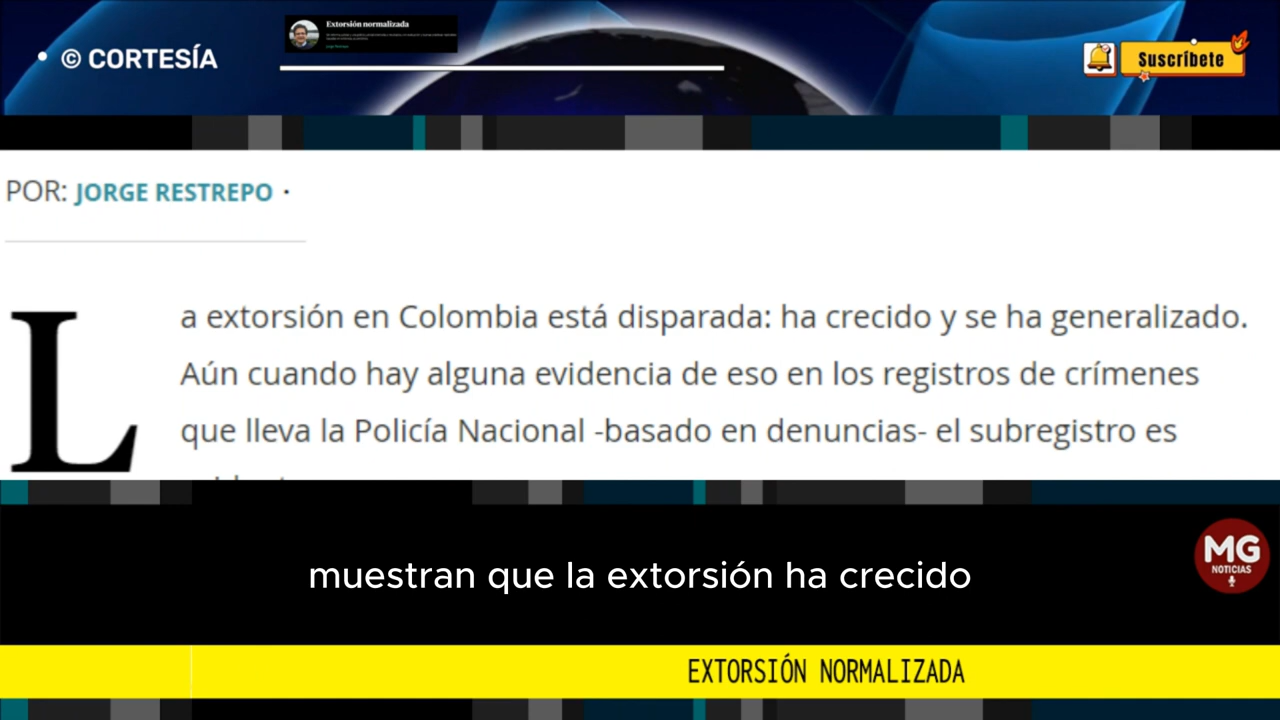 Extorsión normalizada
• © CORTESÍA
Suscríbete
POR: JORGE RESTREPO ·
La extorsión en Colombia está disparada: ha crecido y se ha generalizado.
Aún cuando hay alguna evidencia de eso en los registros de crímenes
que lleva la Policía Nacional -basado en denuncias- el subregistro es
muestran que la extorsión ha crecido
MG
NOTICIAS
EXTORSIÓN NORMALIZADA